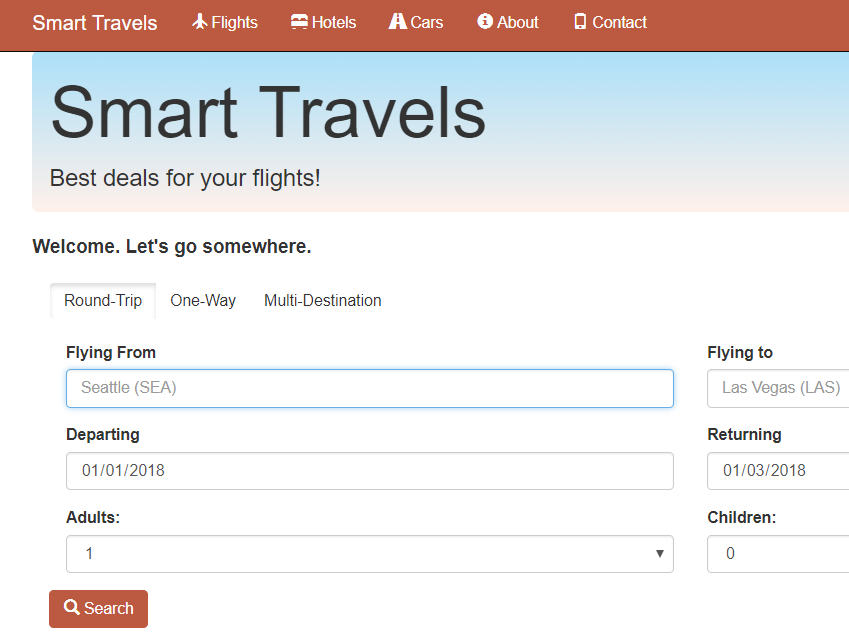 Smart Travels Flights Hotels Cars About Contact
Smart Travels
Best deals for your flights!
Welcome. Let's go somewhere.
Round-Trip One-Way Multi-Destination
Flying From Flying to
Seattle (SEA) Las Vegas (LAS)
Departing Returning
01/01/2018 01/03/2018
Adults: Children:
1 0
Search